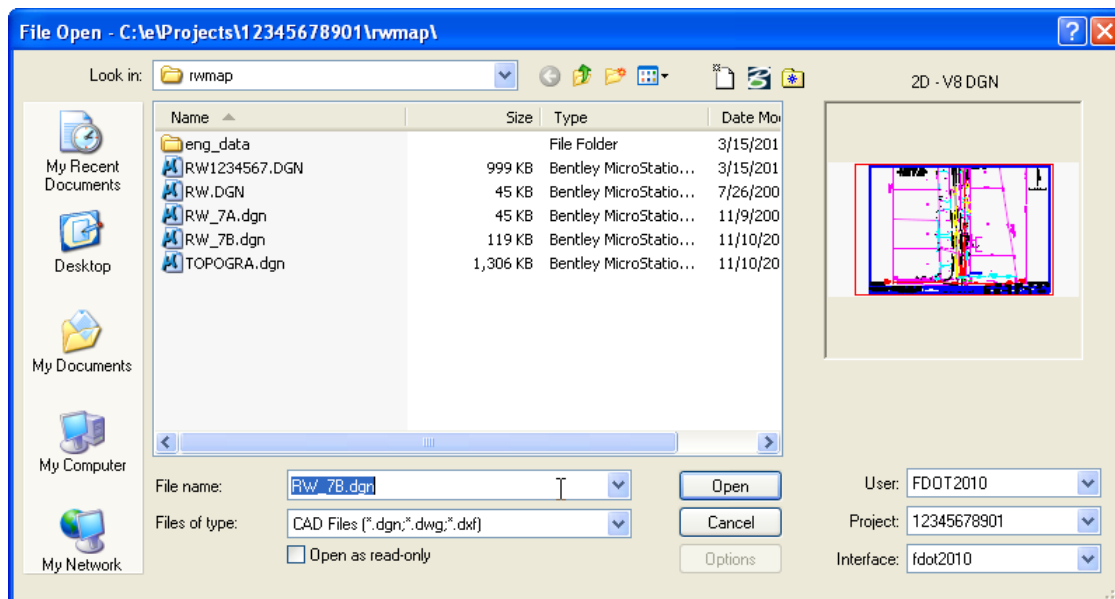 File Open - C:\e\Projects\12345678901\rwmap\
Look in: rwmap
2D - V8 DGN
Name Size Type Date Mo
eng_data File Folder 3/15/201
RW1234567.DGN 999 KB Bentley MicroStatio... 3/15/201
RW.DGN 45 KB Bentley MicroStatio... 7/26/200
RW_7A.dgn 45 KB Bentley MicroStatio... 11/9/200
RW_7B.dgn 119 KB Bentley MicroStatio... 11/10/20
TOPOGRA.dgn 1,306 KB Bentley MicroStatio... 11/10/20
My Recent
Documents
Desktop
My Documents
My Computer
My Network
File name: RW_7B.dgn Open
Files of type: CAD Files (*.dgn;*.dwg;*.dxf) Cancel
Open as read-only Options
User: FDOT2010
Project: 12345678901
Interface: fdot2010